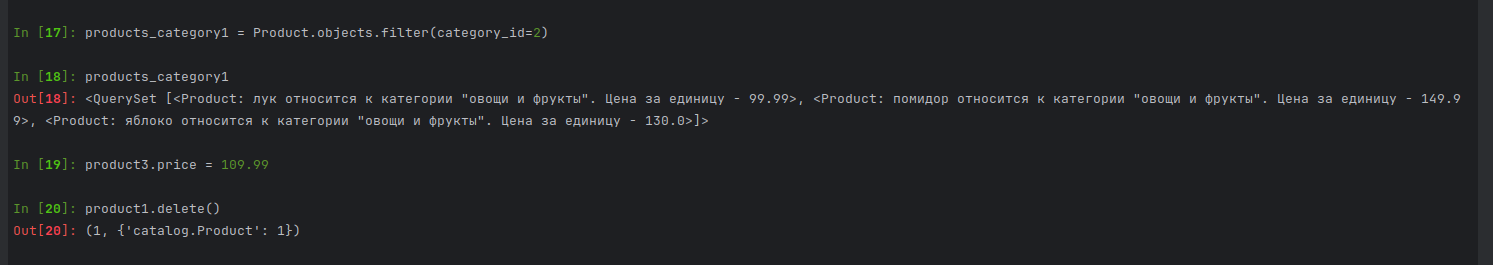 In [17]: products_category1 = Product.objects.filter(category_id=2)
In [18]: products_category1
Out[18]: <QuerySet [<Product: лук относится к категории "овощи и фрукты". Цена за единицу - 99.99>, <Product: помидор относится к категории "овощи и фрукты". Цена за единицу - 149.9
9>, <Product: яблоко относится к категории "овощи и фрукты". Цена за единицу - 130.0>]>
In [19]: product3.price = 109.99
In [20]: product1.delete()
Out[20]: (1, {'catalog.Product': 1})